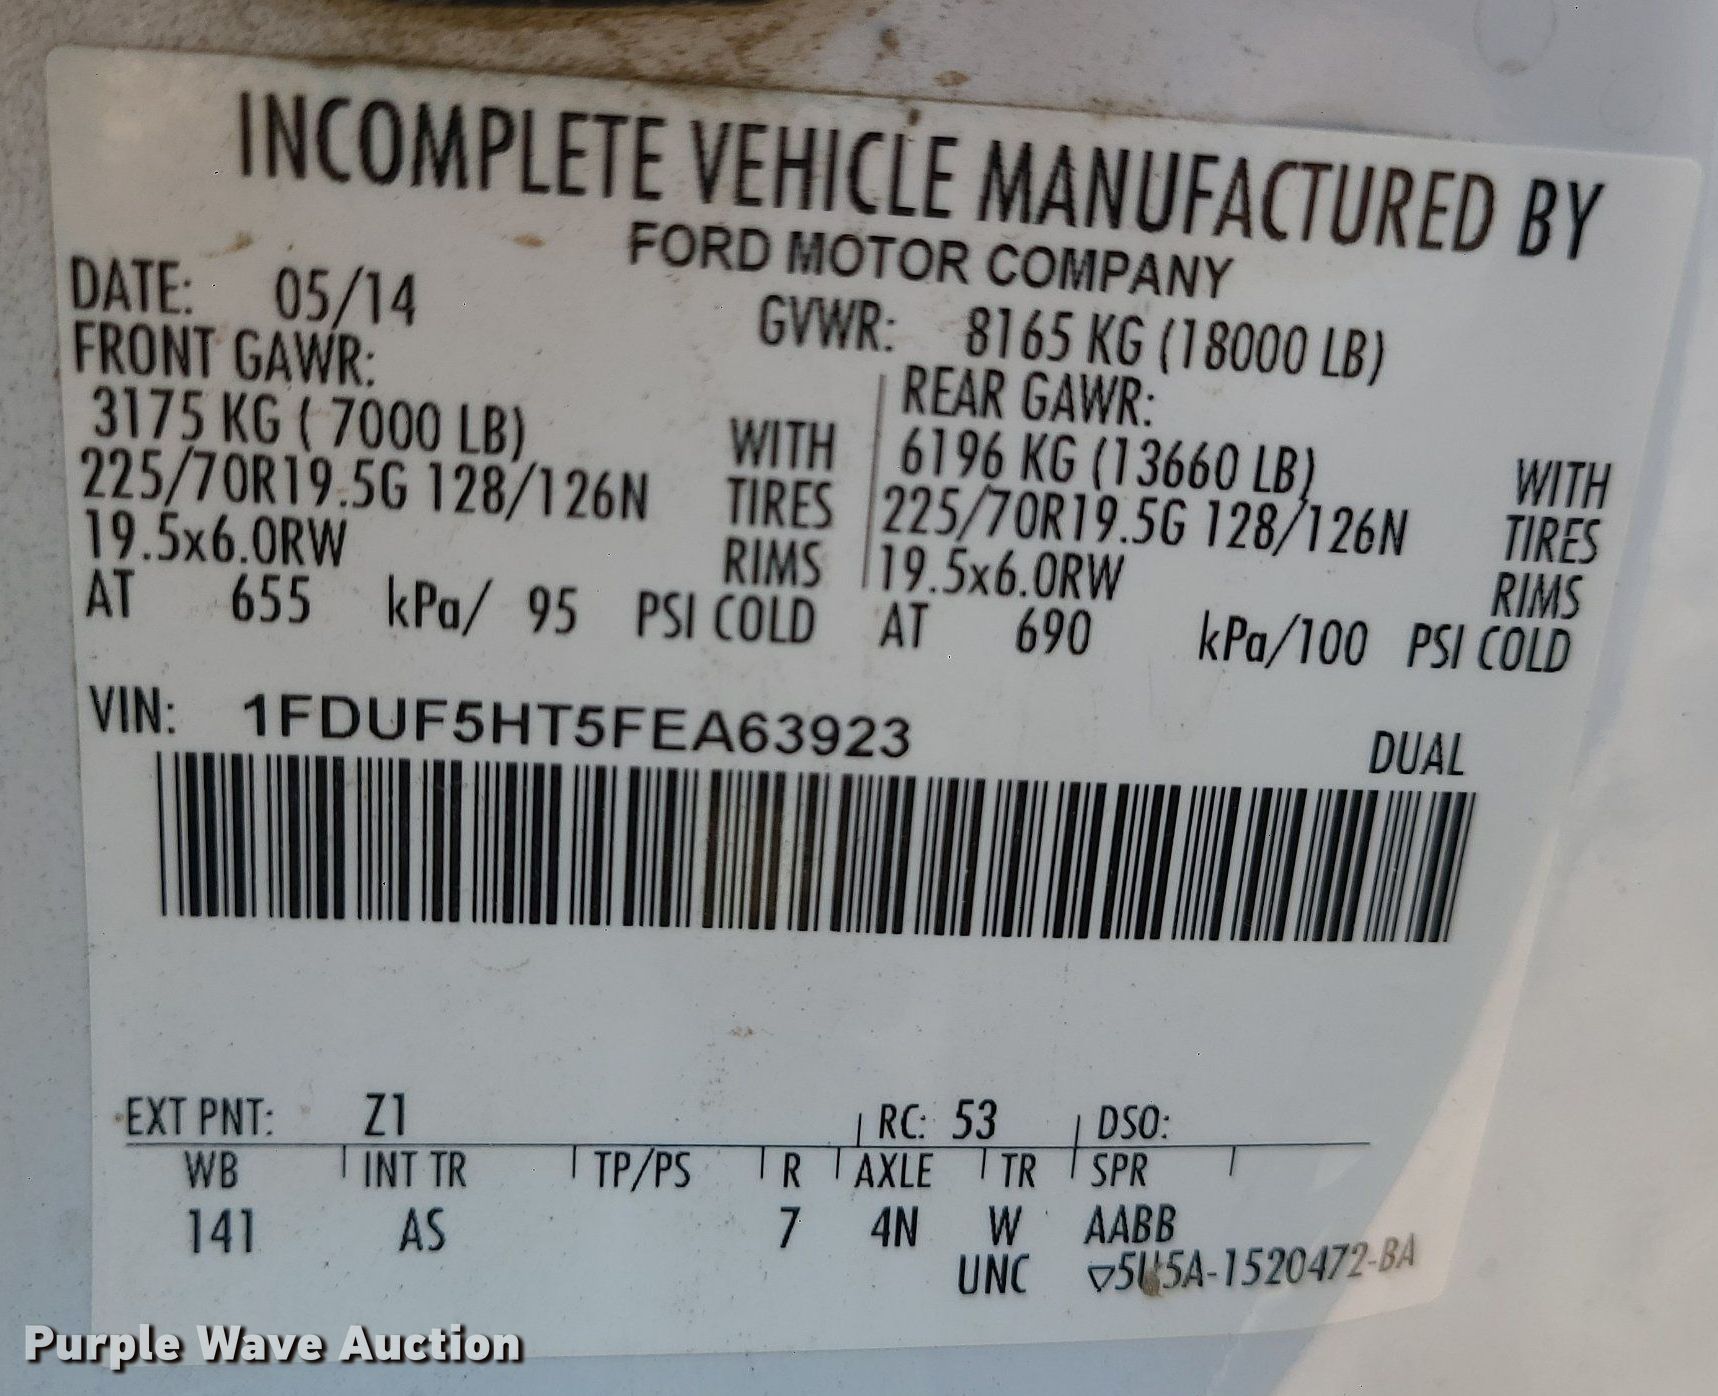 INCOMPLETE VEHICLE MANUFACTURED BY
FORD MOTOR COMPANY
DATE: 05/14
GVWR: 8165 KG (18000 LB)
FRONT GAWR:
3175 KG ( 7000 LB) WITH
225/70R19.5G 128/126N TIRES
19.5x6.0RW RIMS
AT 655 kPa/ 95 PSI COLD
REAR GAWR:
6196 KG (13660 LB) WITH
225/70R19.5G 128/126N TIRES
19.5x6.0RW RIMS
AT 690 kPa/100 PSI COLD
VIN: 1FDUF5HT5FEA63923
DUAL
EXT PNT: Z1 RC: 53 DSO:
WB INT TR TP/PS R AXLE TR SPR
141 AS 7 4N W AABB
UNC ▽5U5A-1520472-BA
Purple Wave Auction